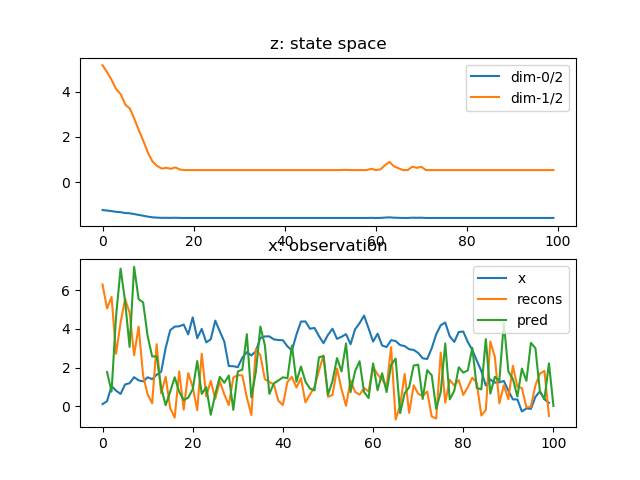 z: state space
dim-0/2
dim-1/2
4
2
0
0 20 40 60 80 100
x: observation
x
recons
pred
6
4
2
0
0 20 40 60 80 100